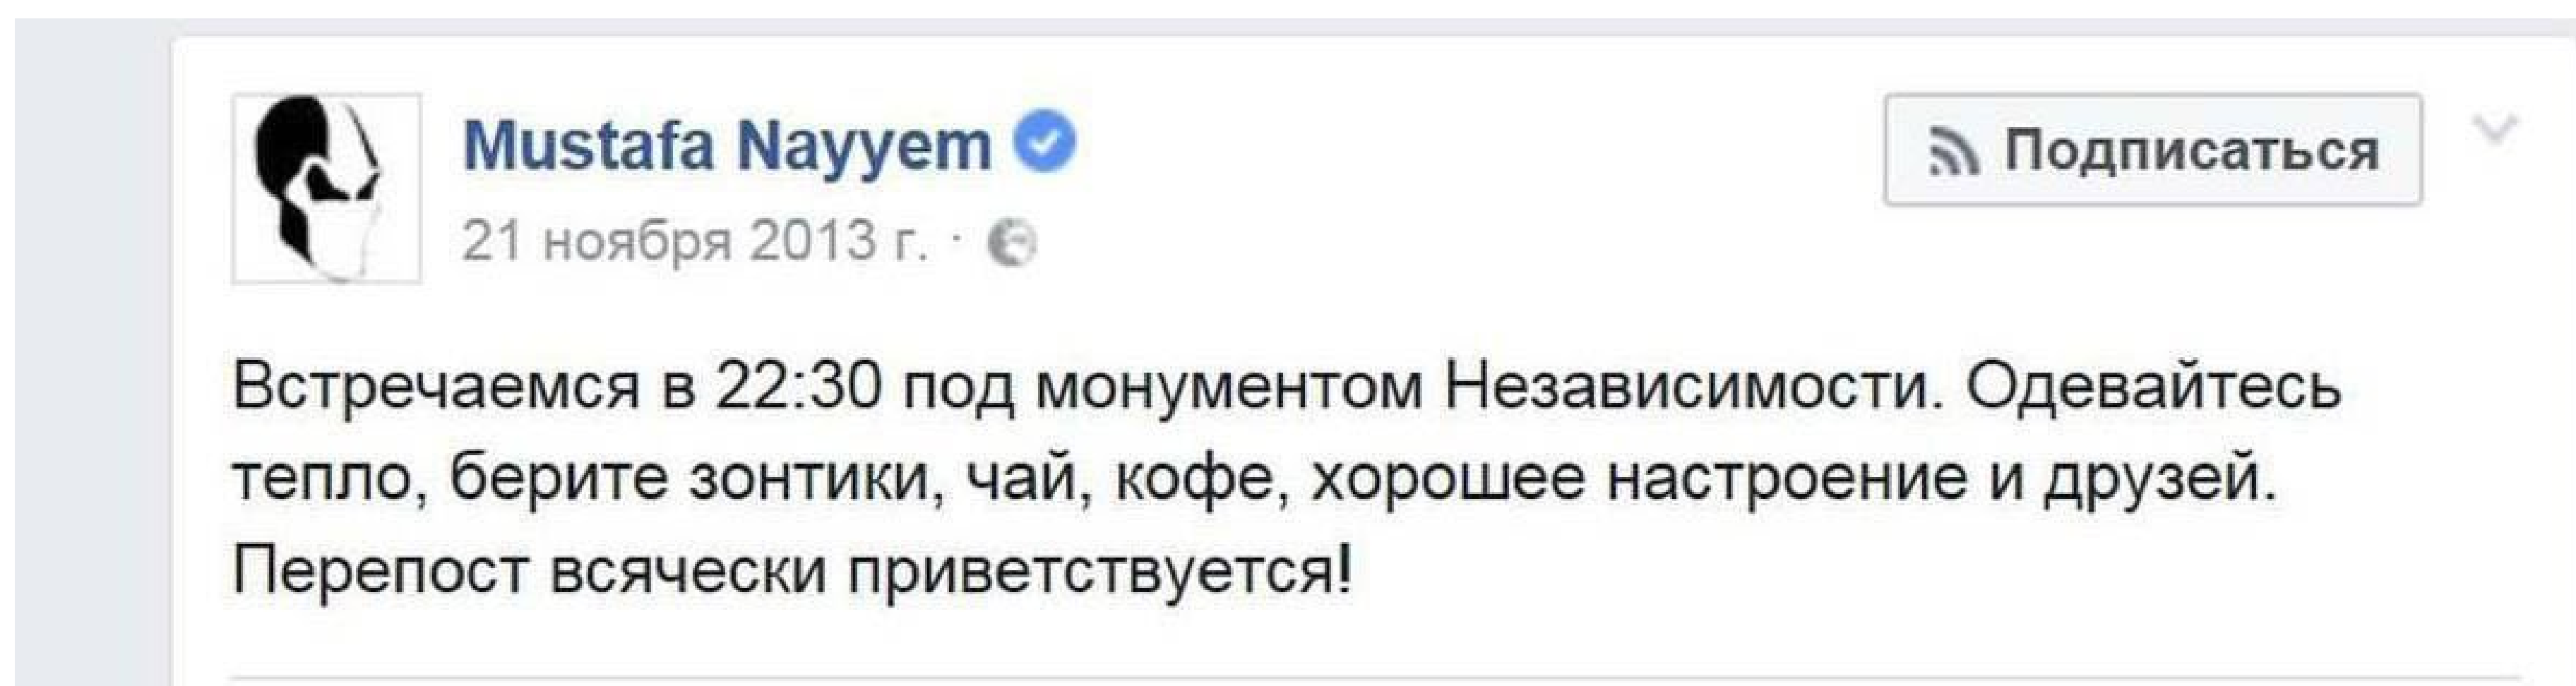 Mustafa Nayyem
Подписаться
21 ноября 2013 г. ·
Встречаемся в 22:30 под монументом Независимости. Одевайтесь
тепло, берите зонтики, чай, кофе, хорошее настроение и друзей.
Перепост всячески приветствуется!